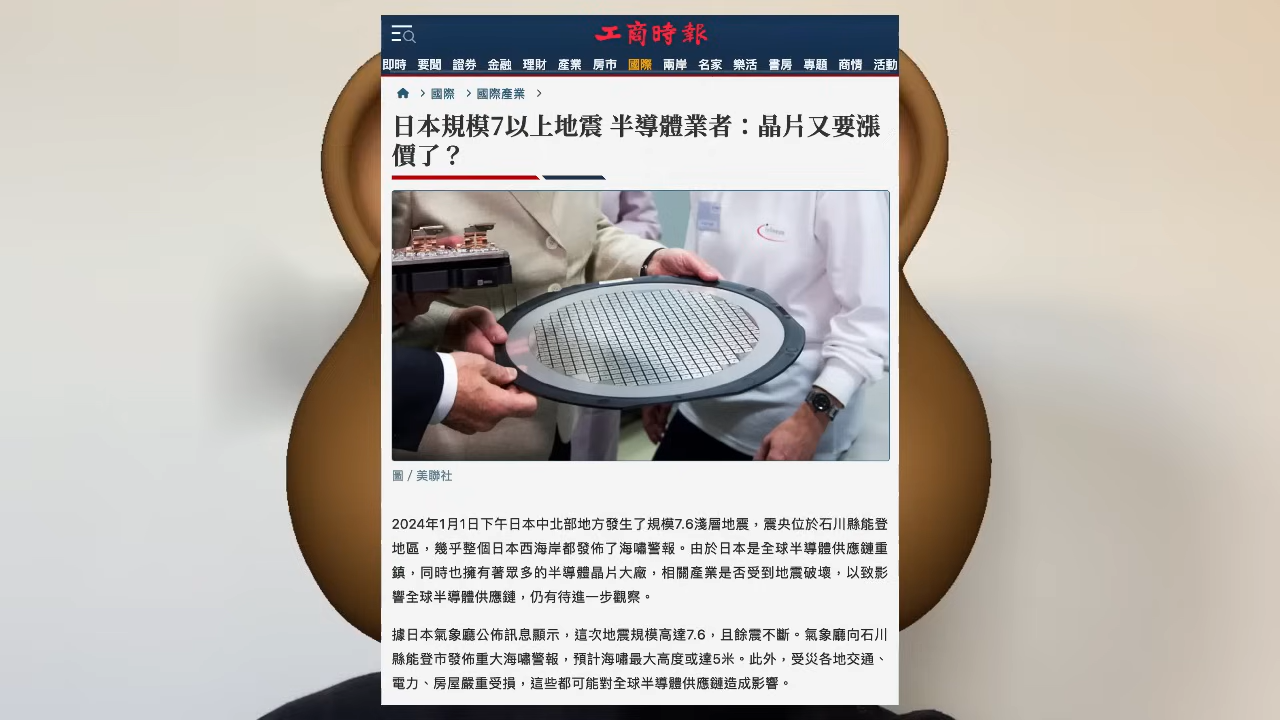 工商時報
即時 要聞 證券 金融 理財 產業 房市 國際 兩岸 名家 樂活 書房 專題 商情 活動
國際 > 國際產業 >
日本規模7以上地震 半導體業者：晶片又要漲
價了？
infineon
圖 / 美聯社
2024年1月1日下午日本中北部地方發生了規模7.6淺層地震，震央位於石川縣能登
地區，幾乎整個日本西海岸都發佈了海嘯警報。由於日本是全球半導體供應鏈重
鎮，同時也擁有著眾多的半導體晶片大廠，相關產業是否受到地震破壞，以致影
響全球半導體供應鏈，仍有待進一步觀察。
據日本氣象廳公佈訊息顯示，這次地震規模高達7.6，且餘震不斷。氣象廳向石川
縣能登市發佈重大海嘯警報，預計海嘯最大高度或達5米。此外，受災各地交通、
電力、房屋嚴重受損，這些都可能對全球半導體供應鏈造成影響。